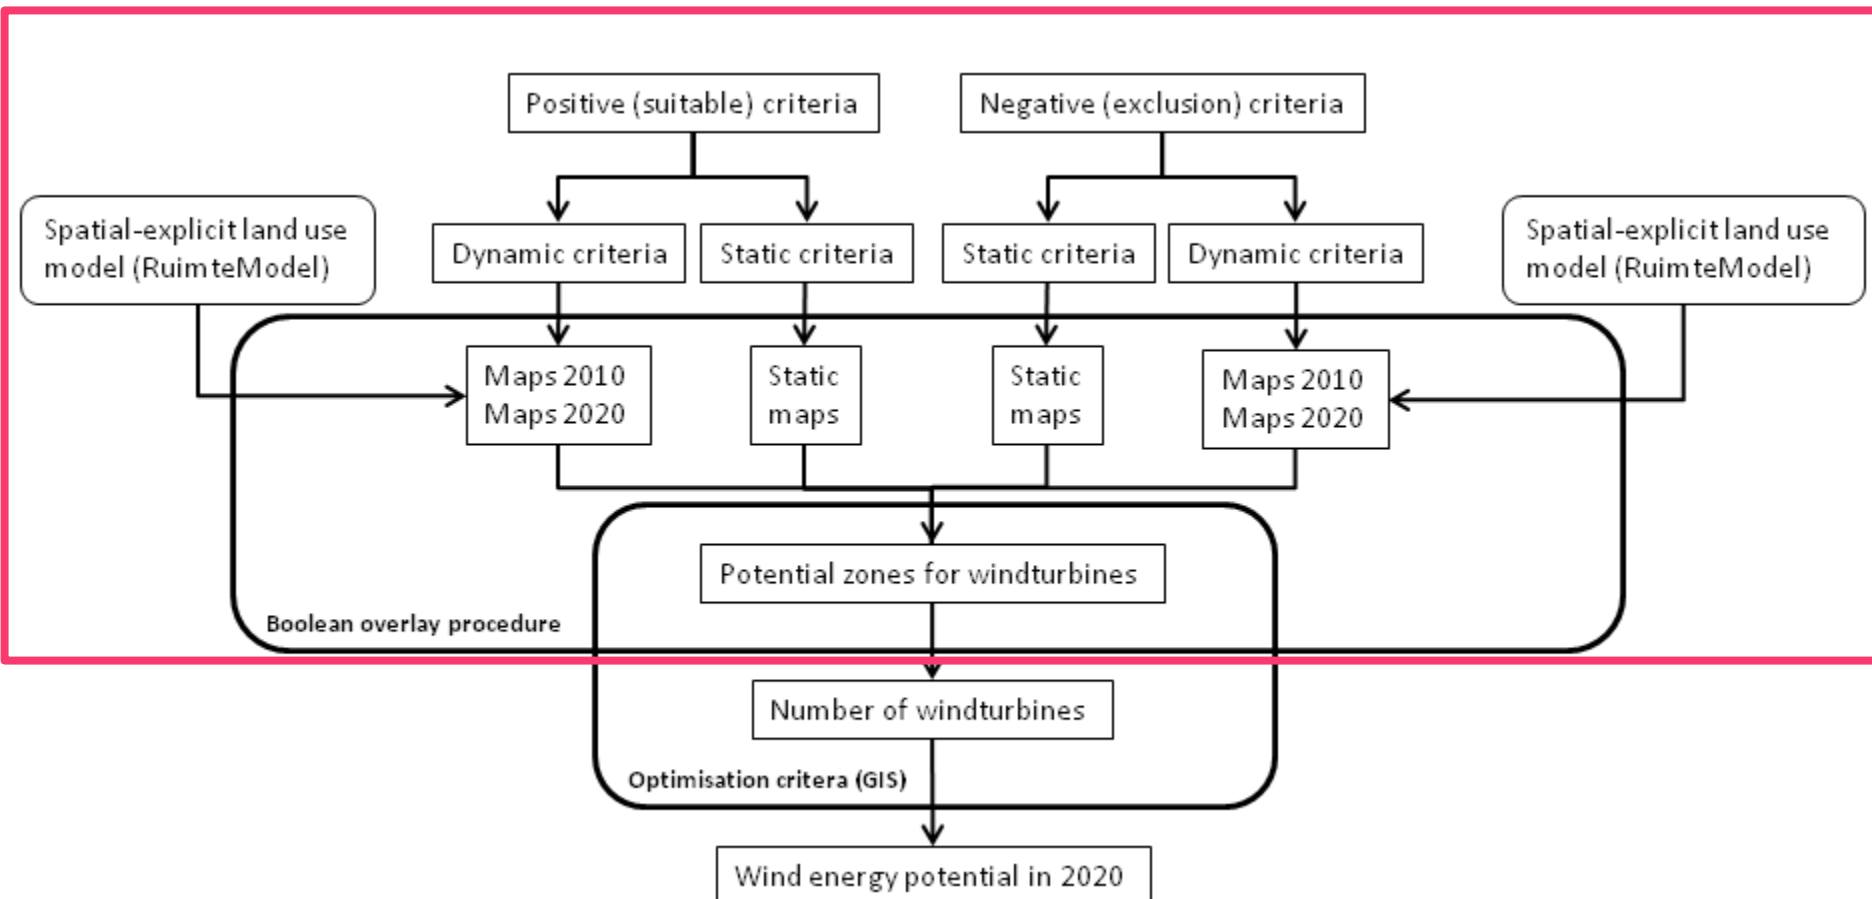 Positive (suitable) criteria
Negative (exclusion) criteria
Spatial-explicit land use
model (RuimteModel)
Dynamic criteria
Static criteria
Static criteria
Dynamic criteria
Spatial-explicit land use
model (RuimteModel)
Maps 2010
Maps 2020
Static
maps
Static
maps
Maps 2010
Maps 2020
Potential zones for windturbines
Boolean overlay procedure
Number of windturbines
Optimisation critera (GIS)
Wind energy potential in 2020